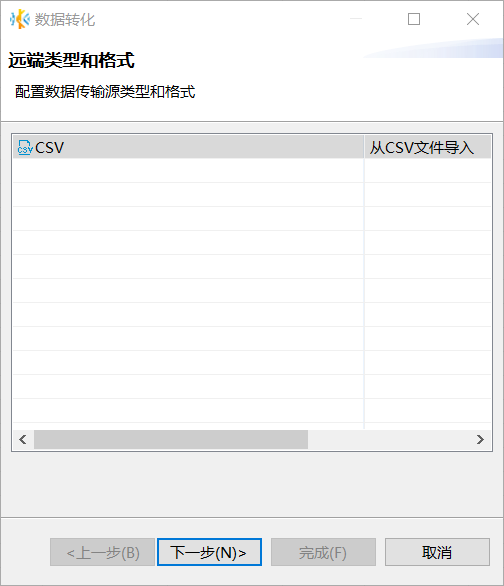 数据转化
远端类型和格式
配置数据传输源类型和格式
CSV 从CSV文件导入
<上一步(B) 下一步(N)> 完成(F) 取消